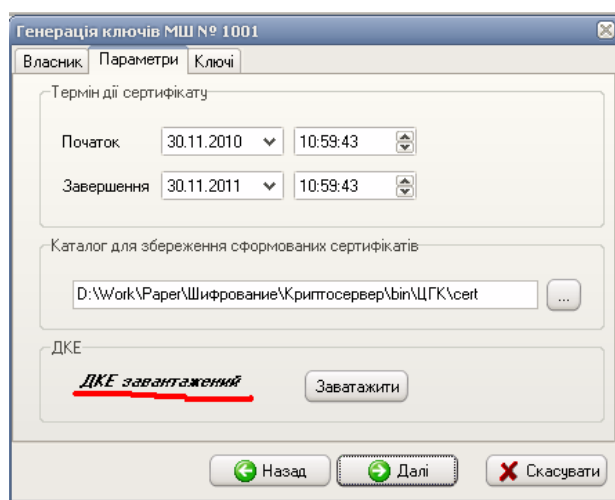 Генерація ключів МШ № 1001
Власник Параметри Ключі
Термін дії сертифікату
Початок 30.11.2010 10:59:43
Завершення 30.11.2011 10:59:43
Каталог для збереження сформованих сертифікатів
D:\Work\Paper\Шифрование\Криптосервер\bin\ЦГК\cert ...
ДКЕ
ДКЕ завантажений Заватажити
Назад Далі Скасувати